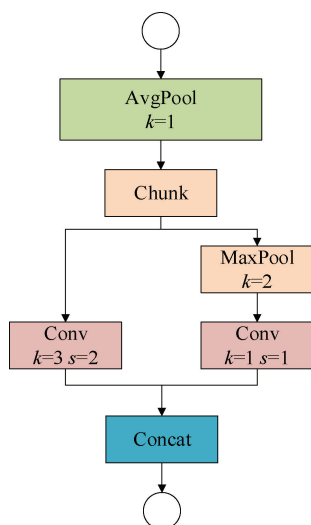 AvgPool
k=1
Chunk
MaxPool
k=2
Conv
k=3 s=2
Conv
k=1 s=1
Concat